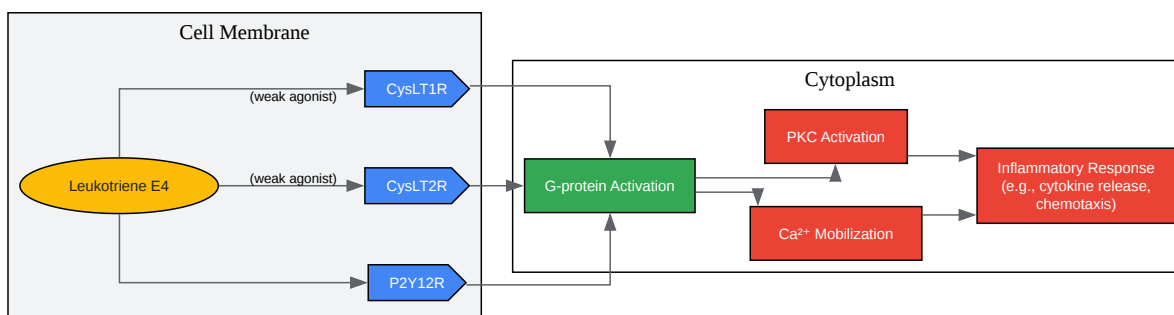 Cell Membrane
Cytoplasm
CysLT1R
(weak agonist)
PKC Activation
Leukotriene E4
(weak agonist)
CysLT2R
G-protein Activation
Inflammatory Response
(e.g., cytokine release,
chemotaxis)
Ca²⁺ Mobilization
P2Y12R